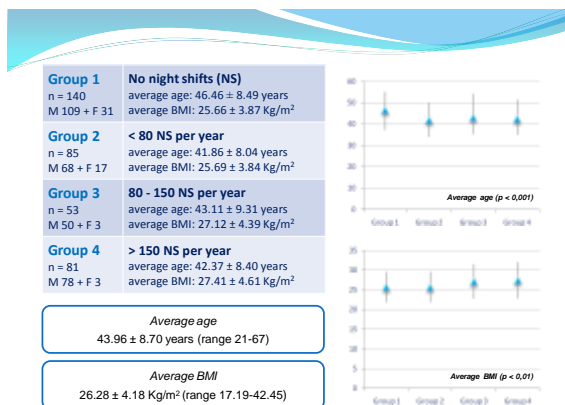 Group 1
n = 140
M 109 + F 31
No night shifts (NS)
average age: 46.46 ± 8.49 years
average BMI: 25.66 ± 3.87 Kg/m²
Group 2
n = 85
M 68 + F 17
< 80 NS per year
average age: 41.86 ± 8.04 years
average BMI: 25.69 ± 3.84 Kg/m²
Group 3
n = 53
M 50 + F 3
80 - 150 NS per year
average age: 43.11 ± 9.31 years
average BMI: 27.12 ± 4.39 Kg/m²
Group 4
n = 81
M 78 + F 3
> 150 NS per year
average age: 42.37 ± 8.40 years
average BMI: 27.41 ± 4.61 Kg/m²
Average age
43.96 ± 8.70 years (range 21-67)
Average BMI
26.28 ± 4.18 Kg/m² (range 17.19-42.45)
60
50
40
30
20
10
0
Average age (p < 0,001)
Group 1 Group 2 Group 3 Group 4
35
30
25
20
15
10
5
0
Average BMI (p < 0,01)
Group 1 Group 2 Group 3 Group 4